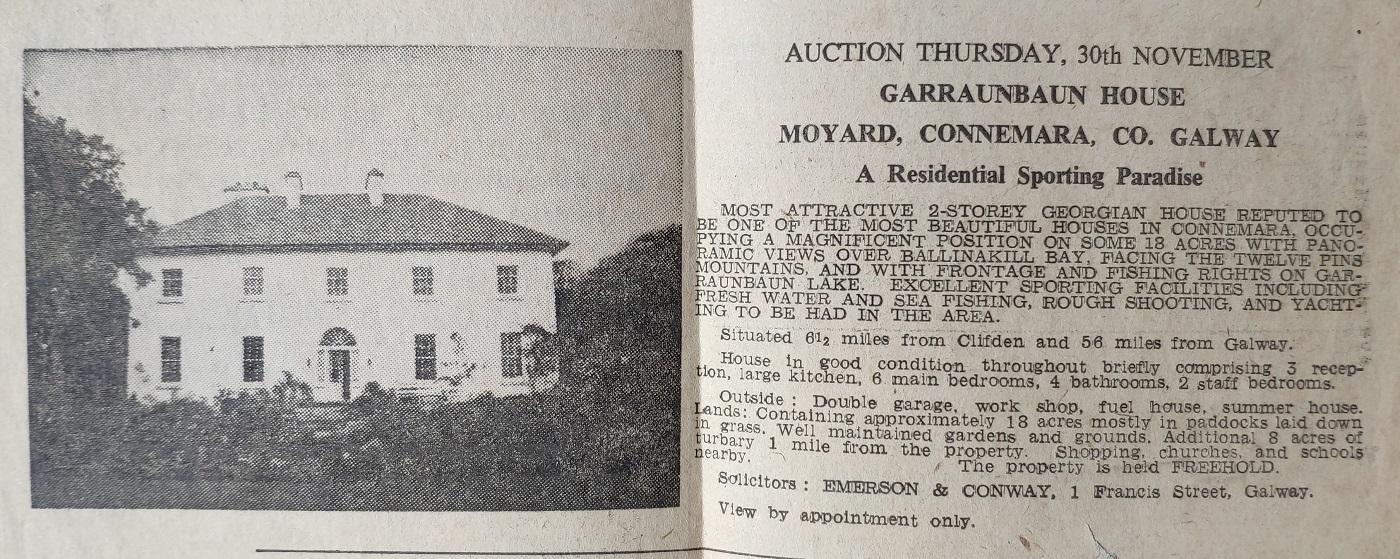 AUCTION THURSDAY, 30th NOVEMBER
GARRAUNBAUN HOUSE
MOYARD, CONNEMARA, CO. GALWAY
A Residential Sporting Paradise
MOST ATTRACTIVE 2-STOREY GEORGIAN HOUSE REPUTED TO
BE ONE OF THE MOST BEAUTIFUL HOUSES IN CONNEMARA, OCCU-
PYING A MAGNIFICENT POSITION ON SOME 18 ACRES WITH PANO-
RAMIC VIEWS OVER BALLINAKILL BAY, FACING THE TWELVE PINS
MOUNTAINS, AND WITH FRONTAGE AND FISHING RIGHTS ON GAR-
RAUNBAUN LAKE. EXCELLENT SPORTING FACILITIES INCLUDING
FRESH WATER AND SEA FISHING, ROUGH SHOOTING, AND YACHT-
ING TO BE HAD IN THE AREA.
Situated 6½ miles from Clifden and 56 miles from Galway.
House in good condition throughout briefly comprising 3 recep-
tion, large kitchen, 6 main bedrooms, 4 bathrooms, 2 staff bedrooms.
Outside : Double garage, work shop, fuel house, summer house.
Lands: Containing approximately 18 acres mostly in paddocks laid down
in grass. Well maintained gardens and grounds. Additional 8 acres of
turbary 1 mile from the property. Shopping, churches, and schools
nearby. The property is held FREEHOLD.
Solicitors : EMERSON & CONWAY, 1 Francis Street, Galway.
View by appointment only.